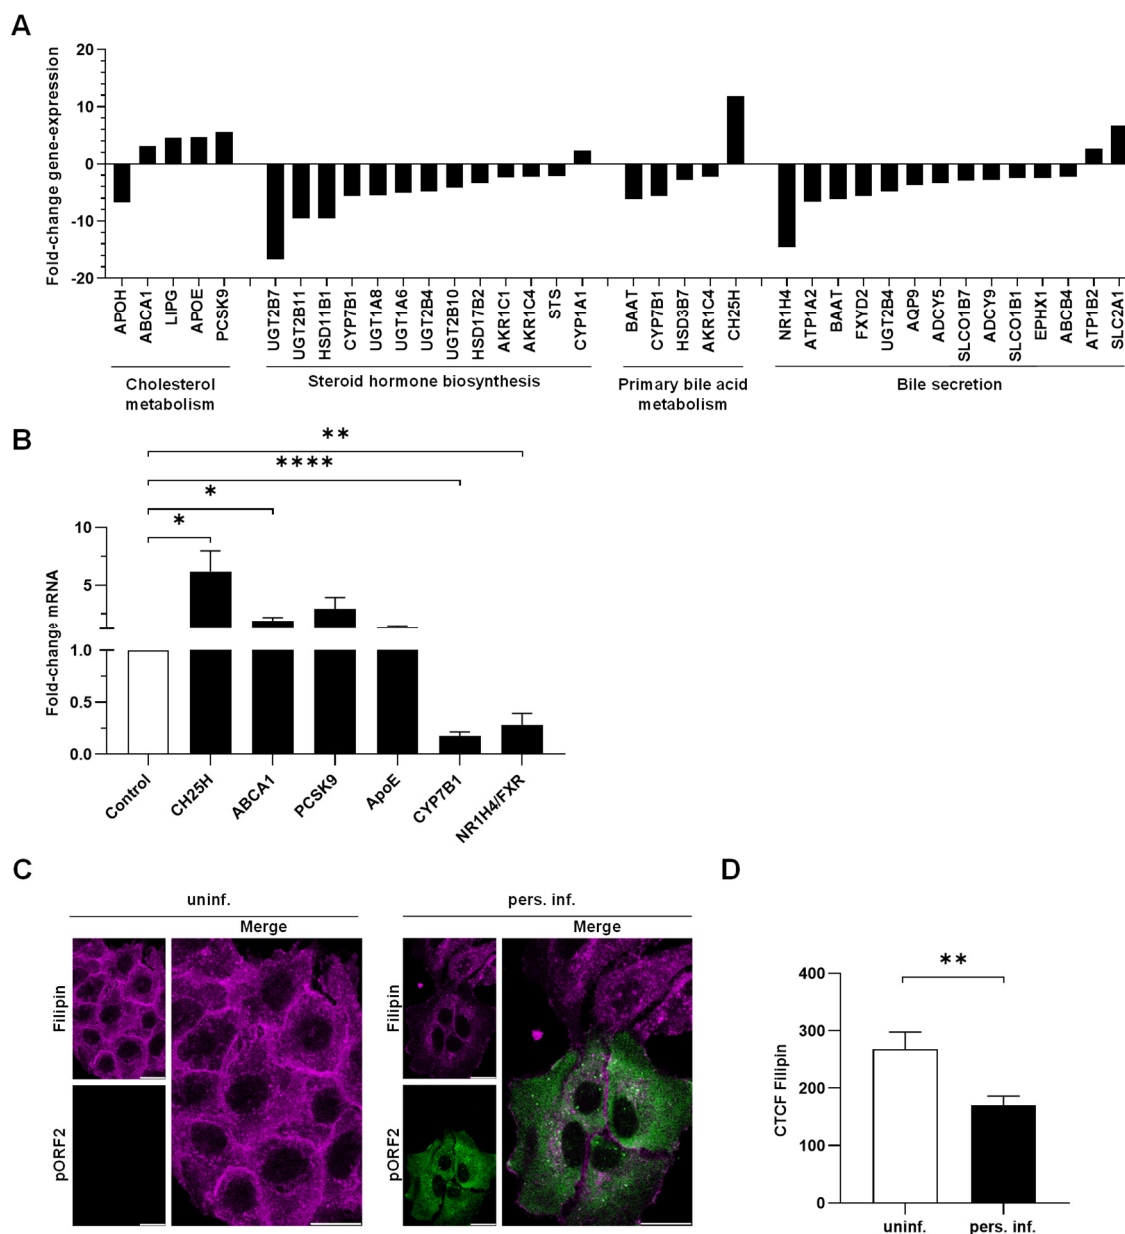 A
Fold-change gene-expression
20
10
0
-10
-20
APOH
ABCA1
LIPG
APOE
PCSK9
UGT2B7
UGT2B11
HSD11B1
CYP7B1
UGT1A8
UGT1A6
UGT2B4
UGT2B10
HSD17B2
AKR1C1
AKR1C4
STS
CYP1A1
BAAT
CYP7B1
HSD3B7
AKR1C4
CH25H
NR1H4
ATP1A2
BAAT
FXYD2
UGT2B4
AQP9
ADCY5
SLCO1B7
ADCY9
SLCO1B1
EPHX1
ABCB4
ATP1B2
SLC2A1
Cholesterol
metabolism
Steroid hormone biosynthesis
Primary bile acid
metabolism
Bile secretion
B
**
****
*
*
Fold-change mRNA
10
5
1.0
0.5
0.0
Control
CH25H
ABCA1
PCSK9
ApoE
CYP7B1
NR1H4/FXR
C
uninf.
Merge
Filipin
pORF2
pers. inf.
Merge
Filipin
pORF2
D
**
CTCF Filipin
400
300
200
100
0
uninf.
pers. inf.